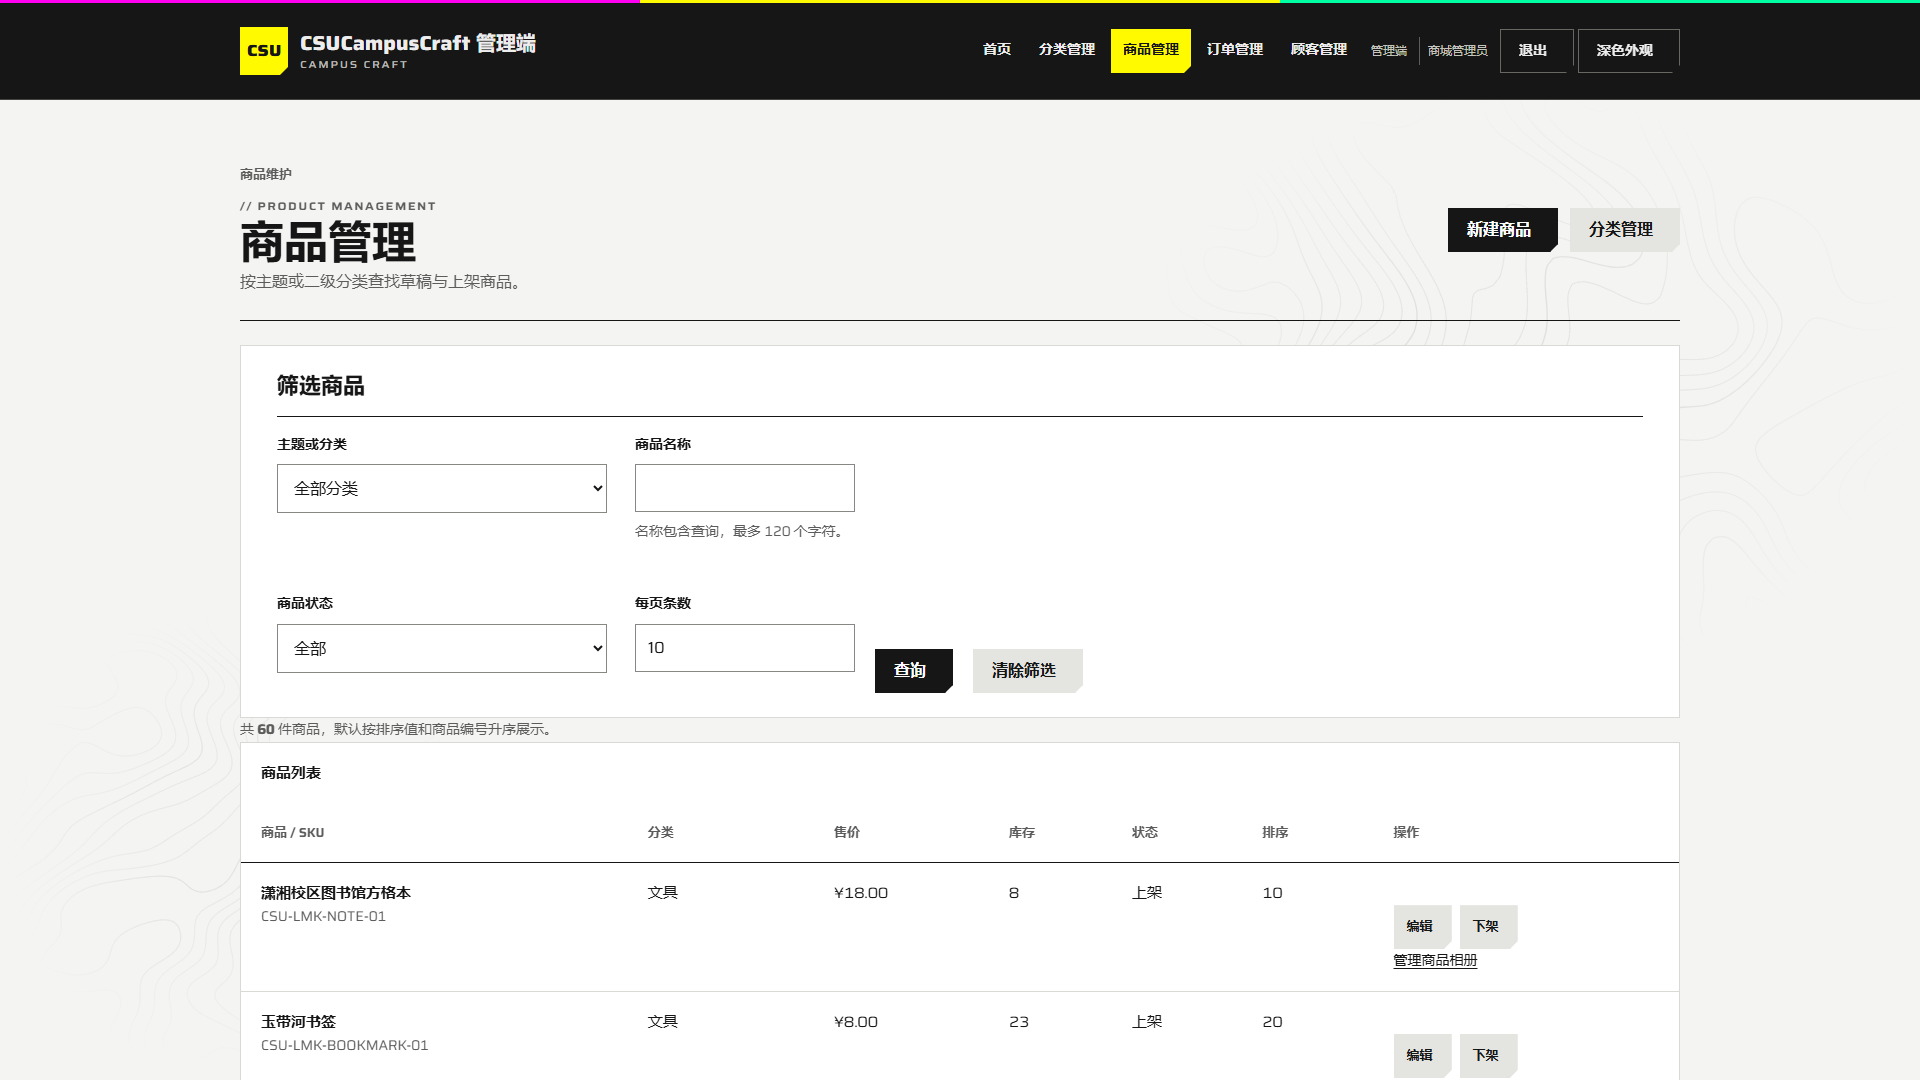 CSU
CSUCampusCraft 管理端
CAMPUS CRAFT
首页
分类管理
商品管理
订单管理
顾客管理
管理端
商城管理员
退出
深色外观
商品维护
// PRODUCT MANAGEMENT
商品管理
按主题或二级分类查找草稿与上架商品。
新建商品
分类管理
筛选商品
主题或分类
商品名称
全部分类
名称包含查询，最多 120 个字符。
商品状态
每页条数
全部
10
查询
清除筛选
共 60 件商品，默认按排序值和商品编号升序展示。
商品列表
商品 / SKU 分类 售价 库存 状态 排序 操作
潇湘校区图书馆方格本 文具 ¥18.00 8 上架 10
CSU-LMK-NOTE-01
编辑 下架
管理商品相册
玉带河书签 文具 ¥8.00 23 上架 20
CSU-LMK-BOOKMARK-01
编辑 下架